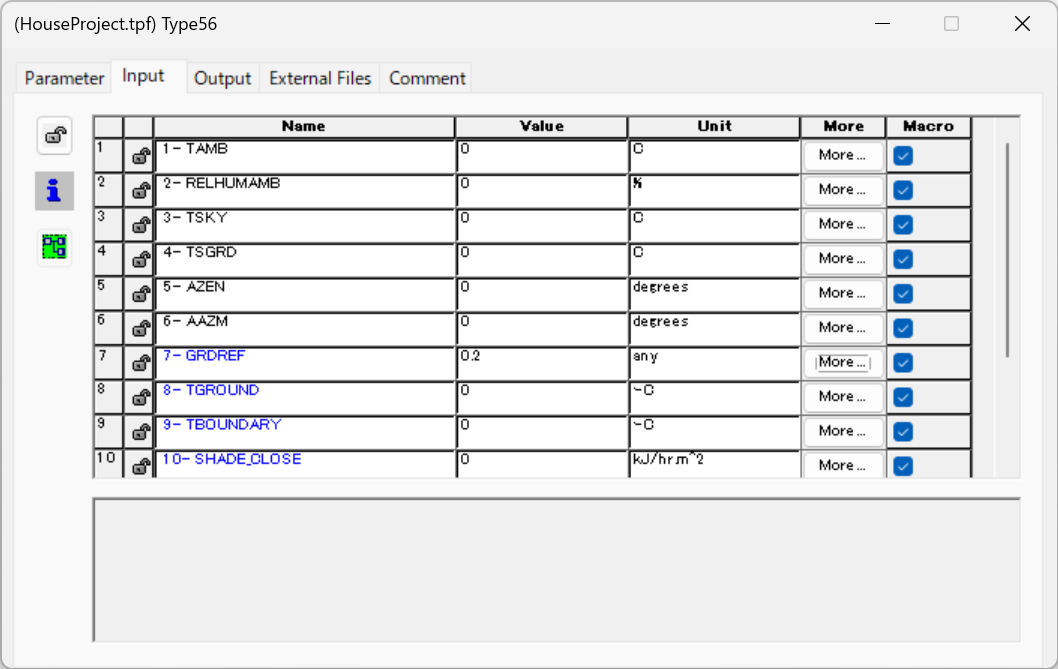 (HouseProject.tpf) Type56
Parameter Input Output External Files Comment
Name Value Unit More Macro
1 1- TAMB 0 C More ...
2 2- RELHUMAMB 0 % More ...
3 3- TSKY 0 C More ...
4 4- TSGRD 0 C More ...
5 5- AZEN 0 degrees More ...
6 6- AAZM 0 degrees More ...
7 7- GRDREF 0.2 any More ...
8 8- TGROUND 0 ~C More ...
9 9- TBOUNDARY 0 ~C More ...
10 10- SHADE_CLOSE 0 kJ/hr.m^2 More ...